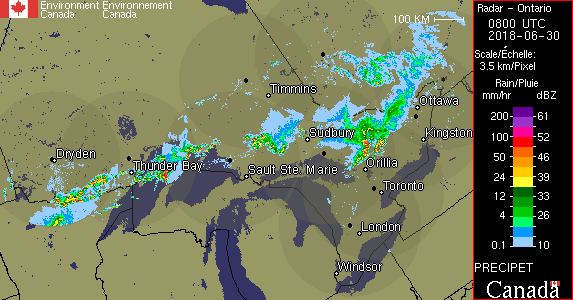 Environment Environnement
Canada Canada
100 KM
Timmins
Ottawa
Sudbury
Kingston
Dryden
Thunder Bay
Sault Ste. Marie
Orillia
Toronto
London
Windsor
Radar - Ontario
0800 UTC
2018-06-30
Scale/Échelle:
3.5 km/Pixel
Rain/Pluie
mm/hr dBZ
200 61
100 52
50 46
24 39
12 33
4 26
0.1 10
PRECIPET
Canada